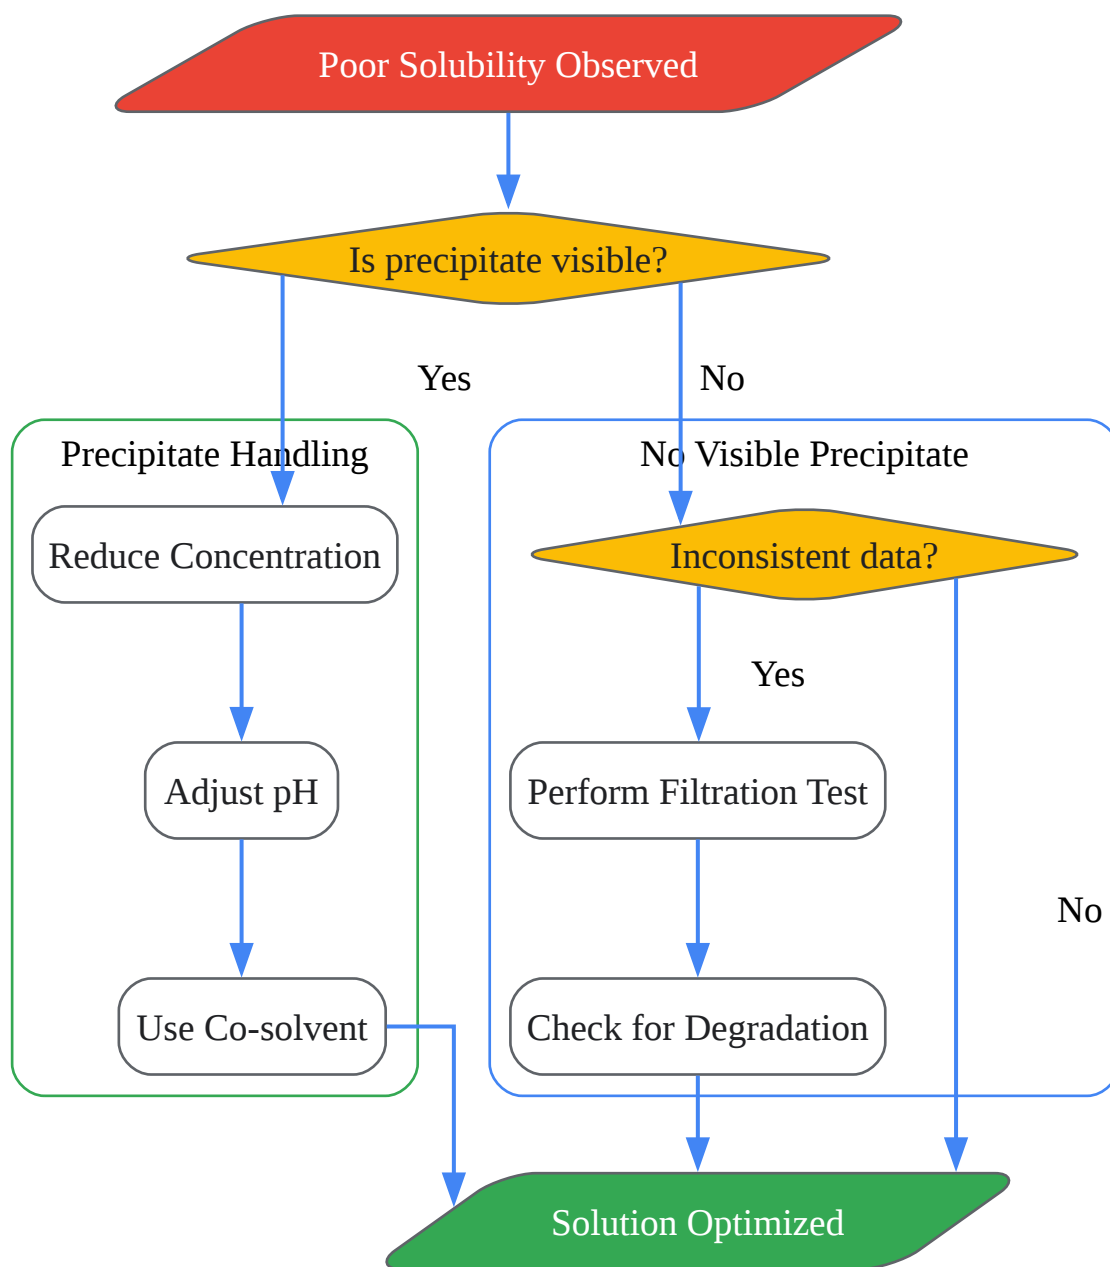 Poor Solubility Observed
Is precipitate visible?
Yes
No
Precipitate Handling
No Visible Precipitate
Reduce Concentration
Inconsistent data?
Yes
Adjust pH
Perform Filtration Test
No
Use Co-solvent
Check for Degradation
Solution Optimized